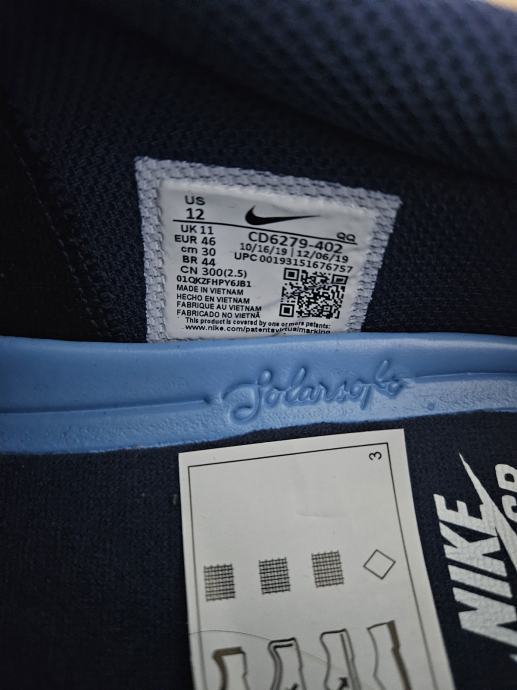 US
12
UK 11
EUR 46
cm 30
BR 44
CN 300(2.5)
QQ
CD6279-402
10/16/19 | 12/06/19
UPC 00193151676757
01QKZFHPY6JB1
MADE IN VIETNAM
HECHO EN VIETNAM
FABRIQUE AU VIETNAM
FABRICADO NO VIETNÃ
This product is covered by one or more patents:
www.nike.com/patentsvirtualmarking
Solarsoft
3
NIKE
SB